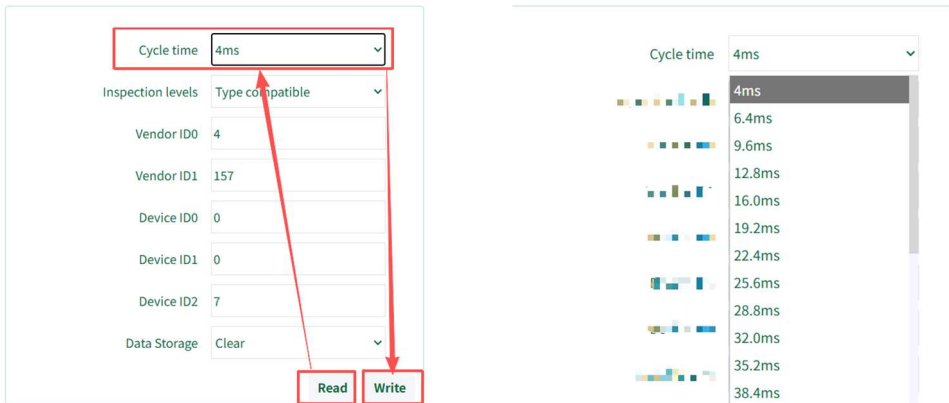 Cycle time 4ms
Inspection levels Type compatible
Vendor ID0 4
Vendor ID1 157
Device ID0 0
Device ID1 0
Device ID2 7
Data Storage Clear
Read Write
Cycle time 4ms
4ms
6.4ms
9.6ms
12.8ms
16.0ms
19.2ms
22.4ms
25.6ms
28.8ms
32.0ms
35.2ms
38.4ms